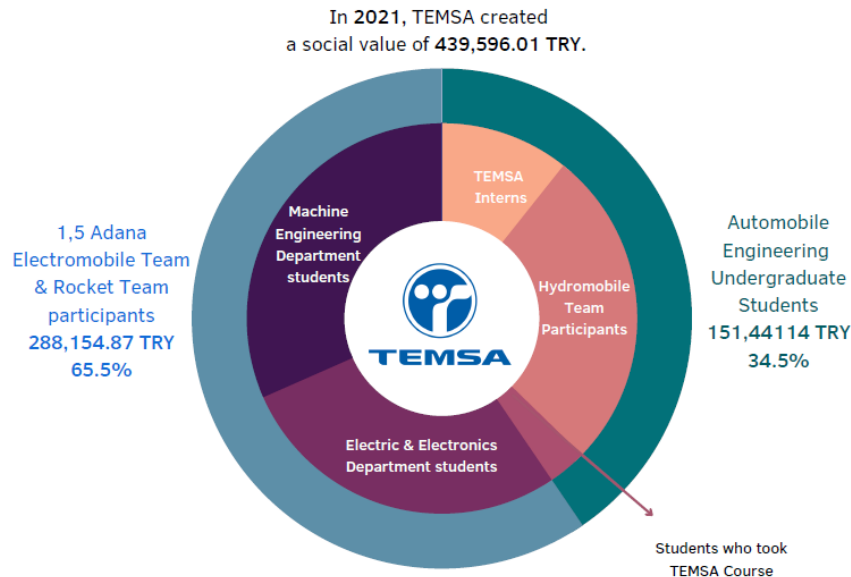 In 2021, TEMSA created
a social value of 439,596.01 TRY.
1,5 Adana
Electromobile Team
& Rocket Team
participants
288,154.87 TRY
65.5%
Machine
Engineering
Department
students
TEMSA
Interns
Hydromobile
Team
Participants
TEMSA
Electric & Electronics
Department students
Automobile
Engineering
Undergraduate
Students
151,44114 TRY
34.5%
Students who took
TEMSA Course